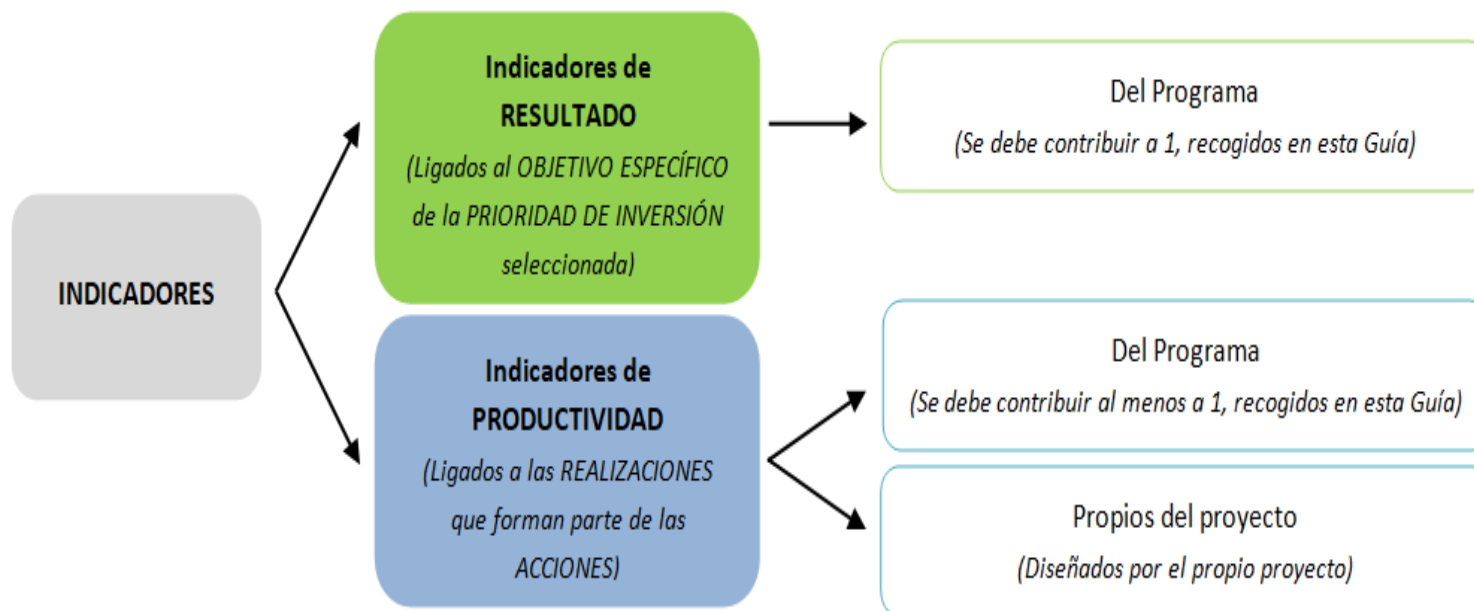 INDICADORES
Indicadores de
RESULTADO
(Ligados al OBJETIVO ESPECÍFICO
de la PRIORIDAD DE INVERSIÓN
seleccionada)
Del Programa
(Se debe contribuir a 1, recogidos en esta Guía)
Indicadores de
PRODUCTIVIDAD
(Ligados a las REALIZACIONES
que forman parte de las
ACCIONES)
Del Programa
(Se debe contribuir al menos a 1, recogidos en esta Guía)
Propios del proyecto
(Diseñados por el propio proyecto)